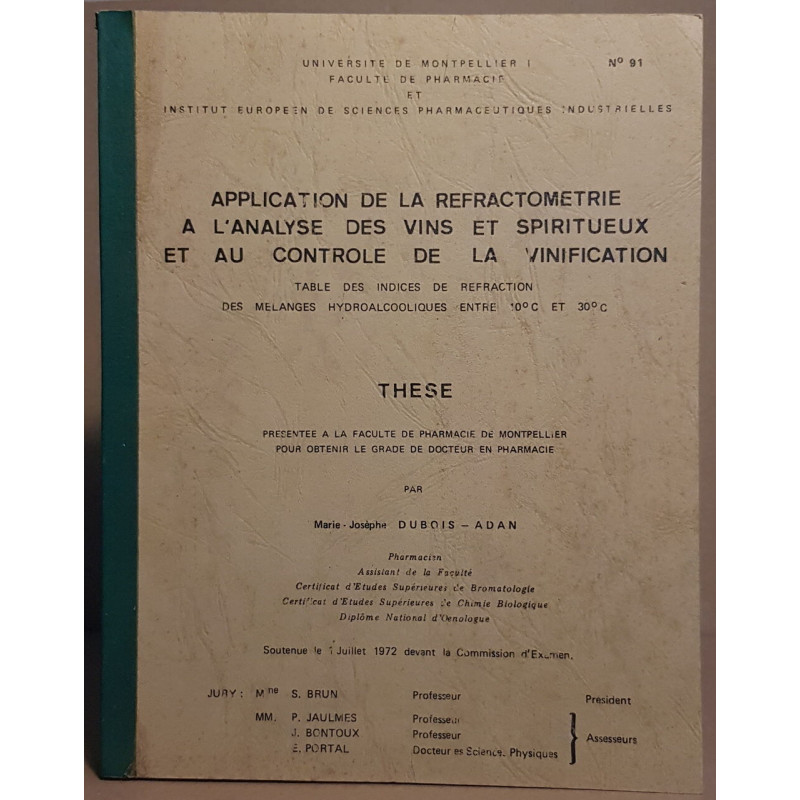 UNIVERSITE DE MONTPELLIER I N° 91
FACULTE DE PHARMACIE
ET
INSTITUT EUROPEEN DE SCIENCES PHARMACEUTIQUES INDUSTRIELLES
APPLICATION DE LA REFRACTOMETRIE
A L'ANALYSE DES VINS ET SPIRITUEUX
ET AU CONTROLE DE LA VINIFICATION
TABLE DES INDICES DE REFRACTION
DES MELANGES HYDROALCOOLIQUES ENTRE 10°C ET 30°C
THESE
PRESENTEE A LA FACULTE DE PHARMACIE DE MONTPELLIER
POUR OBTENIR LE GRADE DE DOCTEUR EN PHARMACIE
PAR
Marie-Josèphe DUBOIS – ADAN
Pharmacien
Assistant de la Faculté
Certificat d'Etudes Supérieures de Bromatologie
Certificat d'Etudes Supérieures de Chimie Biologique
Diplôme National d'Oenologue
Soutenue le 1 Juillet 1972 devant la Commission d'Examen.
JURY : Mme S. BRUN Professeur Président
MM. P. JAULMES Professeur
J. BONTOUX Professeur Assesseurs
E. PORTAL Docteur es Science. Physiques